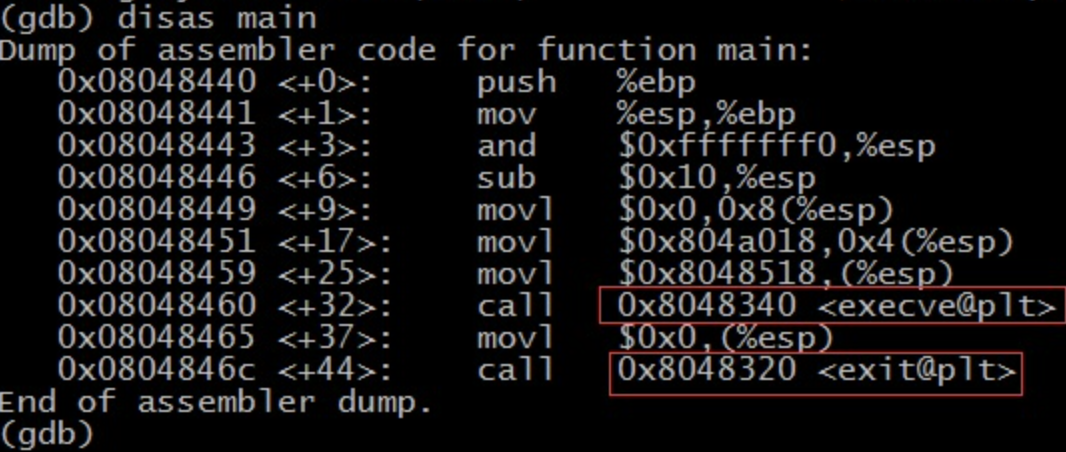 (gdb) disas main
Dump of assembler code for function main:
   0x08048440 <+0>:     push   %ebp
   0x08048441 <+1>:     mov    %esp,%ebp
   0x08048443 <+3>:     and    $0xfffffff0,%esp
   0x08048446 <+6>:     sub    $0x10,%esp
   0x08048449 <+9>:     movl   $0x0,0x8(%esp)
   0x08048451 <+17>:    movl   $0x804a018,0x4(%esp)
   0x08048459 <+25>:    movl   $0x8048518,(%esp)
   0x08048460 <+32>:    call   0x8048340 <execve@plt>
   0x08048465 <+37>:    movl   $0x0,(%esp)
   0x0804846c <+44>:    call   0x8048320 <exit@plt>
End of assembler dump.
(gdb)